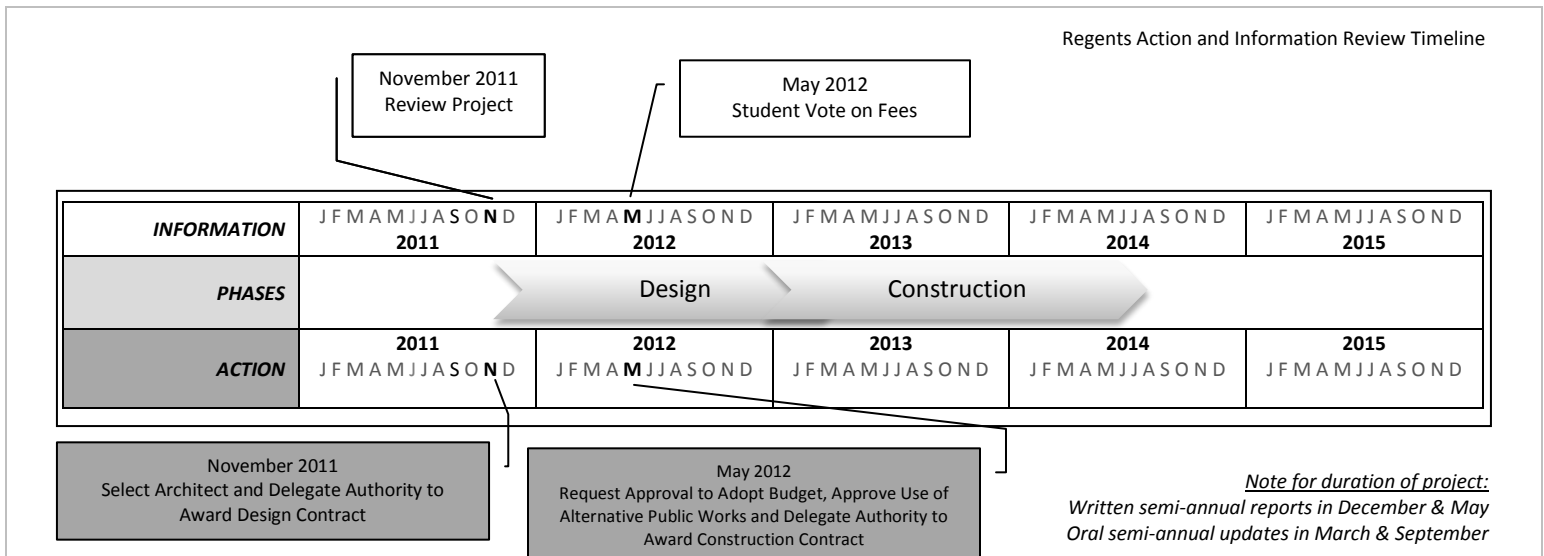 Regents Action and Information Review Timeline
November 2011
Review Project
May 2012
Student Vote on Fees
INFORMATION
J F M A M J J A S O N D
2011
J F M A M J J A S O N D
2012
J F M A M J J A S O N D
2013
J F M A M J J A S O N D
2014
J F M A M J J A S O N D
2015
PHASES
Design
Construction
ACTION
2011
J F M A M J J A S O N D
2012
J F M A M J J A S O N D
2013
J F M A M J J A S O N D
2014
J F M A M J J A S O N D
2015
J F M A M J J A S O N D
November 2011
Select Architect and Delegate Authority to
Award Design Contract
May 2012
Request Approval to Adopt Budget, Approve Use of
Alternative Public Works and Delegate Authority to
Award Construction Contract
Note for duration of project:
Written semi-annual reports in December & May
Oral semi-annual updates in March & September